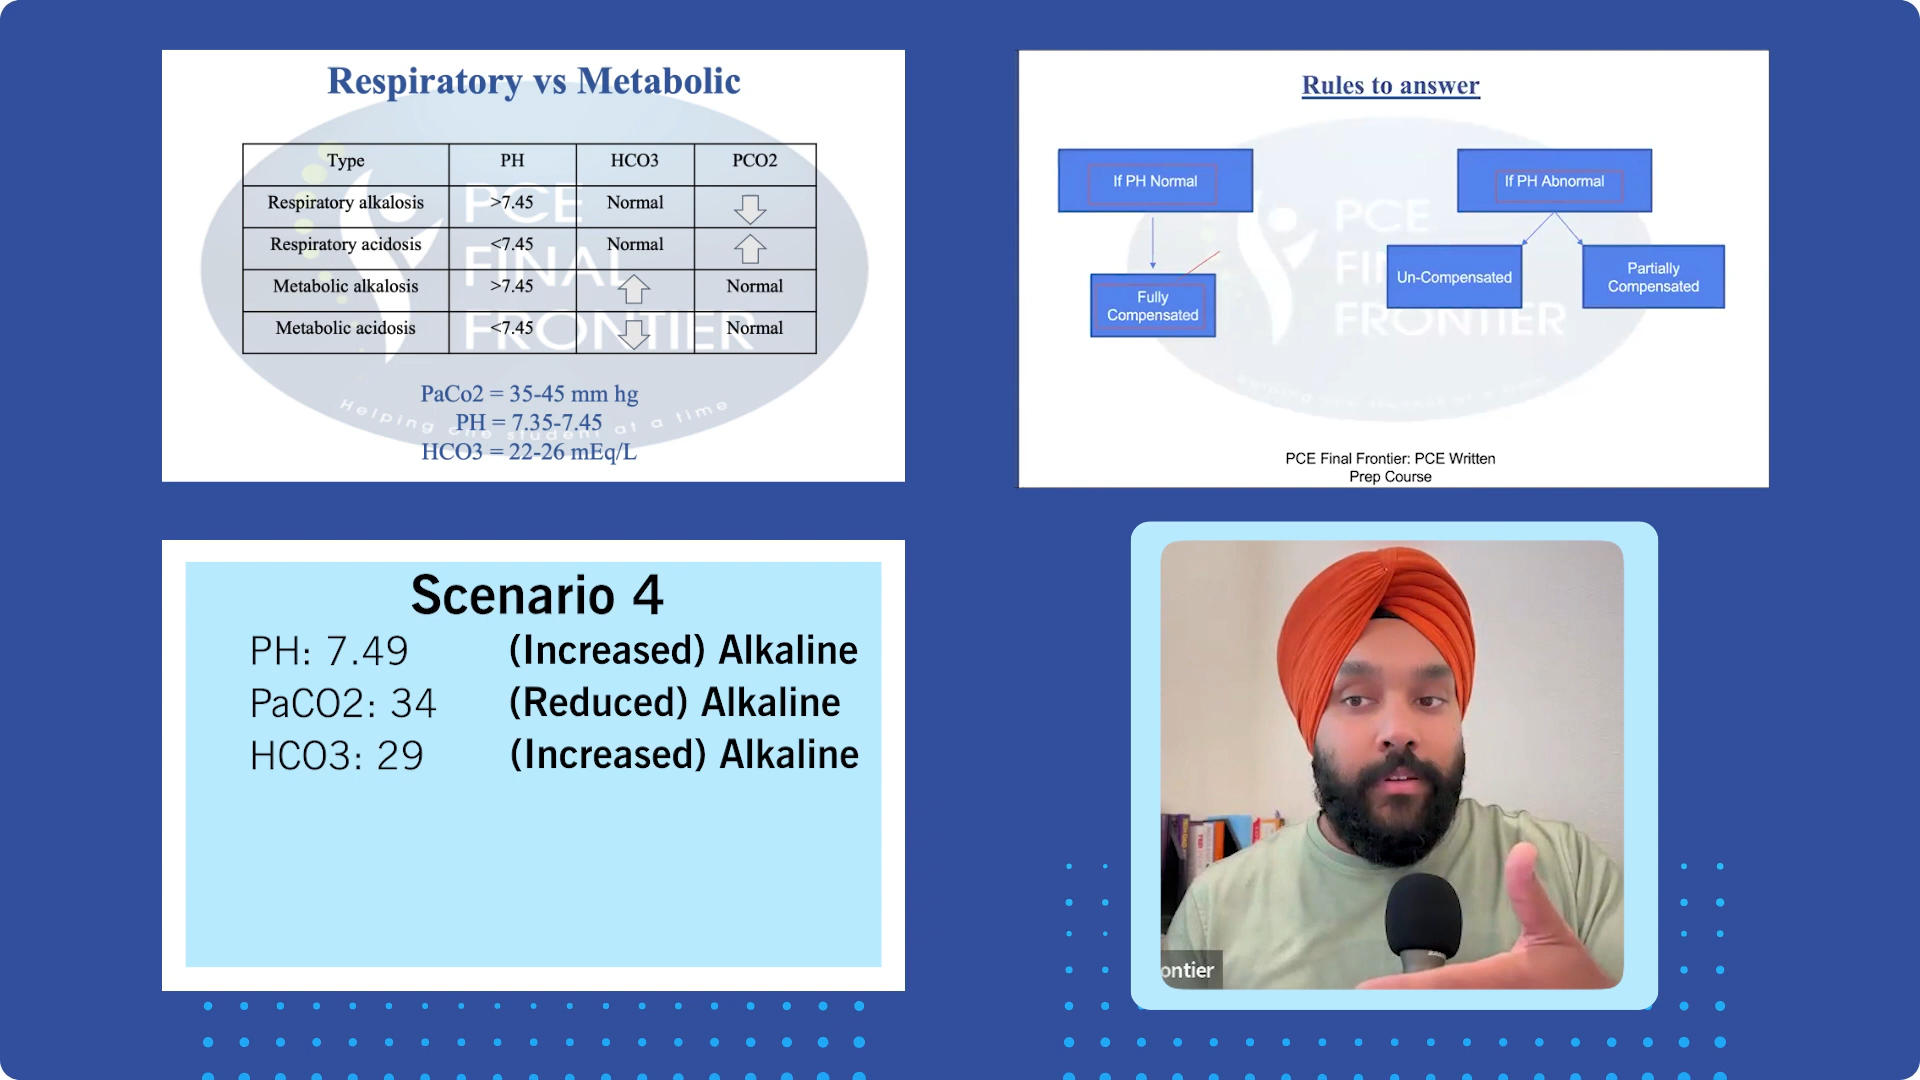 Respiratory vs Metabolic
Type PH HCO3 PCO2
Respiratory alkalosis >7.45 Normal
Respiratory acidosis <7.45 Normal
Metabolic alkalosis >7.45 Normal
Metabolic acidosis <7.45 Normal
PCE
FINAL
FRONTIER
Helping one student at a time
PaCo2 = 35-45 mm hg
PH = 7.35-7.45
HCO3 = 22-26 mEq/L
Rules to answer
If PH Normal
If PH Abnormal
Fully
Compensated
Un-Compensated
Partially
Compensated
PCE
FRONTIER
PCE Final Frontier: PCE Written
Prep Course
Scenario 4
PH: 7.49 (Increased) Alkaline
PaCO2: 34 (Reduced) Alkaline
HCO3: 29 (Increased) Alkaline
ontier